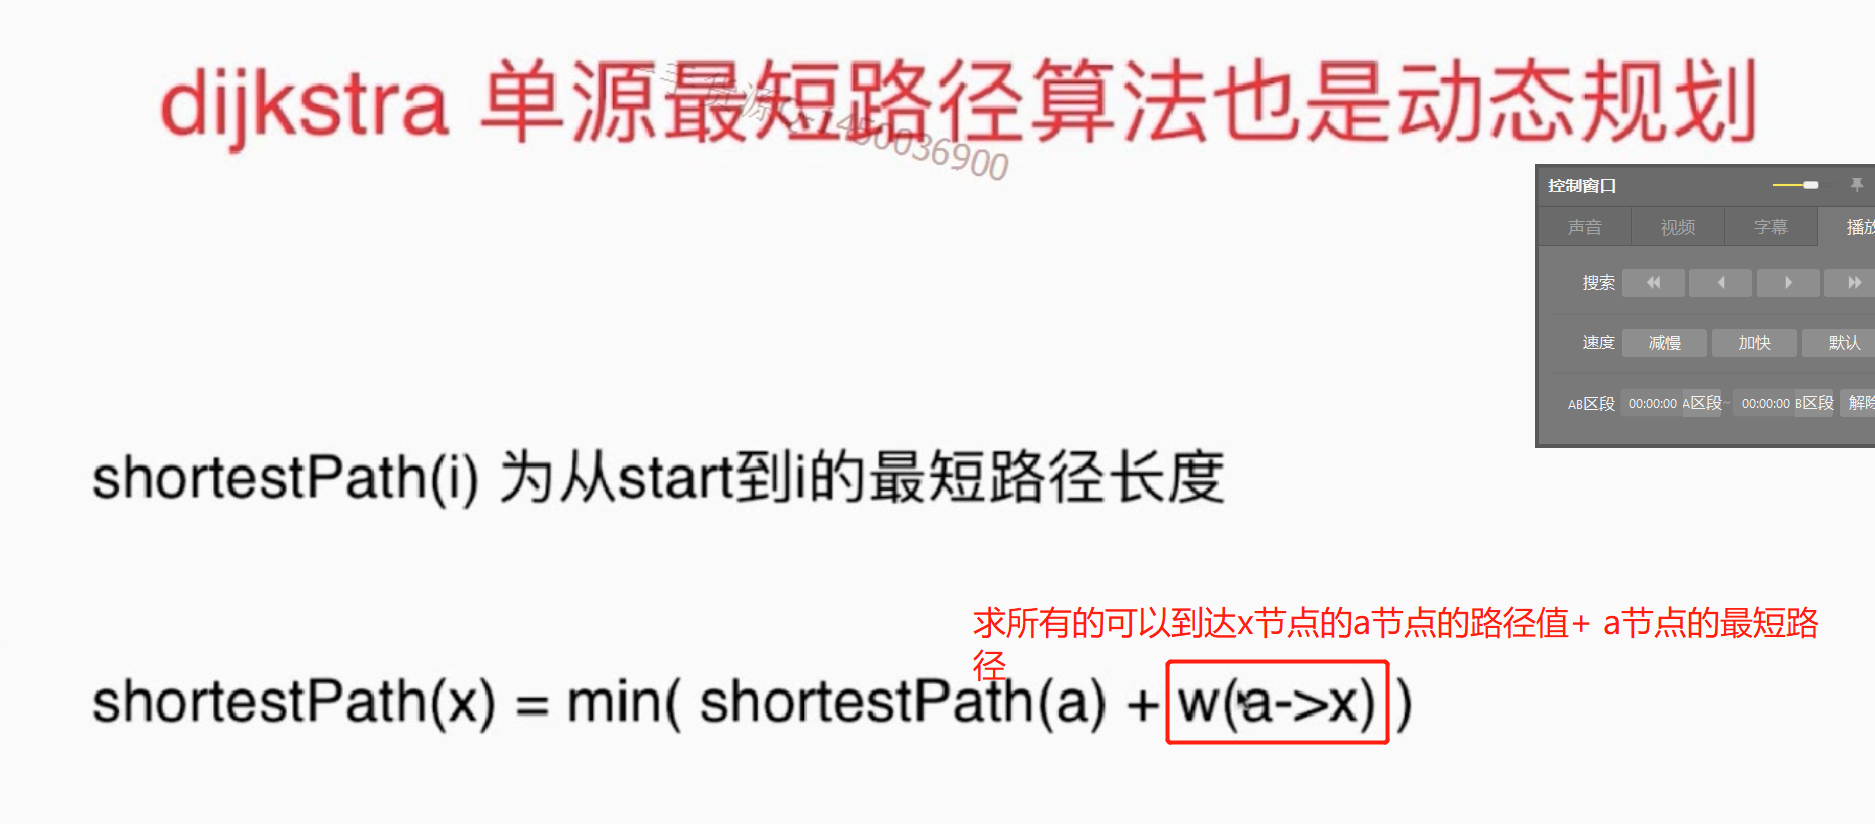 dijkstra 单源最短路径算法也是动态规划
控制窗口
声音 视频 字幕 播放
搜索
速度 减慢 加快 默认
AB区段 00:00:00 A区段~ 00:00:00 B区段 解除
shortestPath(i) 为从start到i的最短路径长度
求所有的可以到达x节点的a节点的路径值+ a节点的最短路
径
shortestPath(x) = min( shortestPath(a) + w(a->x) )